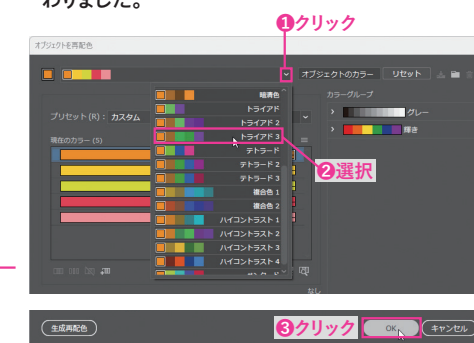 わりました。
❶クリック
オブジェクトを再配色
オブジェクトのカラー
リセット
プリセット (R) : カスタム
現在のカラー (5)
暗清色
トライアド
トライアド 2
トライアド 3
テトラード
テトラード 2
テトラード 3
複合色 1
複合色 2
ハイコントラスト 1
ハイコントラスト 2
ハイコントラスト 3
ハイコントラスト 4
カラーグループ
グレー
輝き
❷選択
なし
生成再配色
❸クリック
OK
キャンセル